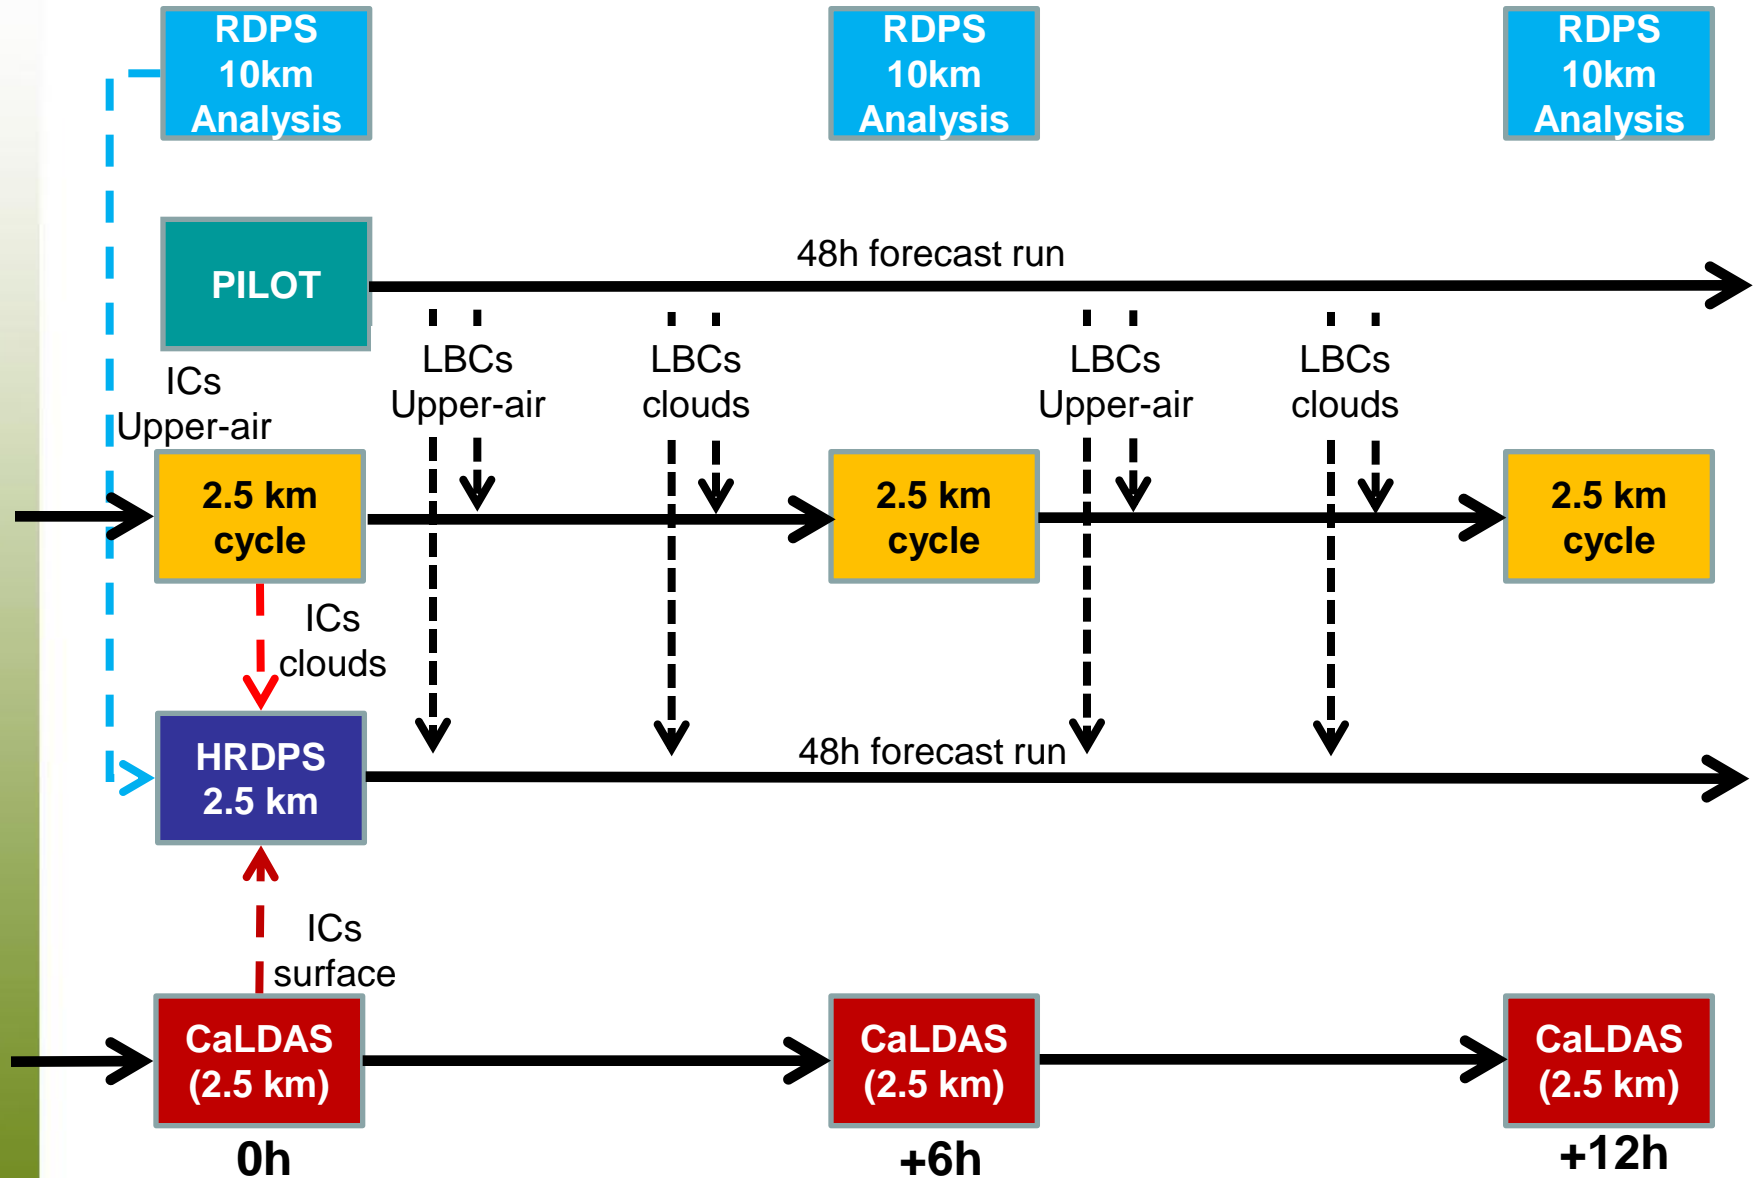 RDPS
10km
Analysis
RDPS
10km
Analysis
RDPS
10km
Analysis
PILOT
48h forecast run
ICs
Upper-air
LBCs
Upper-air
LBCs
clouds
LBCs
Upper-air
LBCs
clouds
2.5 km
cycle
2.5 km
cycle
2.5 km
cycle
ICs
clouds
HRDPS
2.5 km
48h forecast run
ICs
surface
CaLDAS
(2.5 km)
CaLDAS
(2.5 km)
CaLDAS
(2.5 km)
0h
+6h
+12h